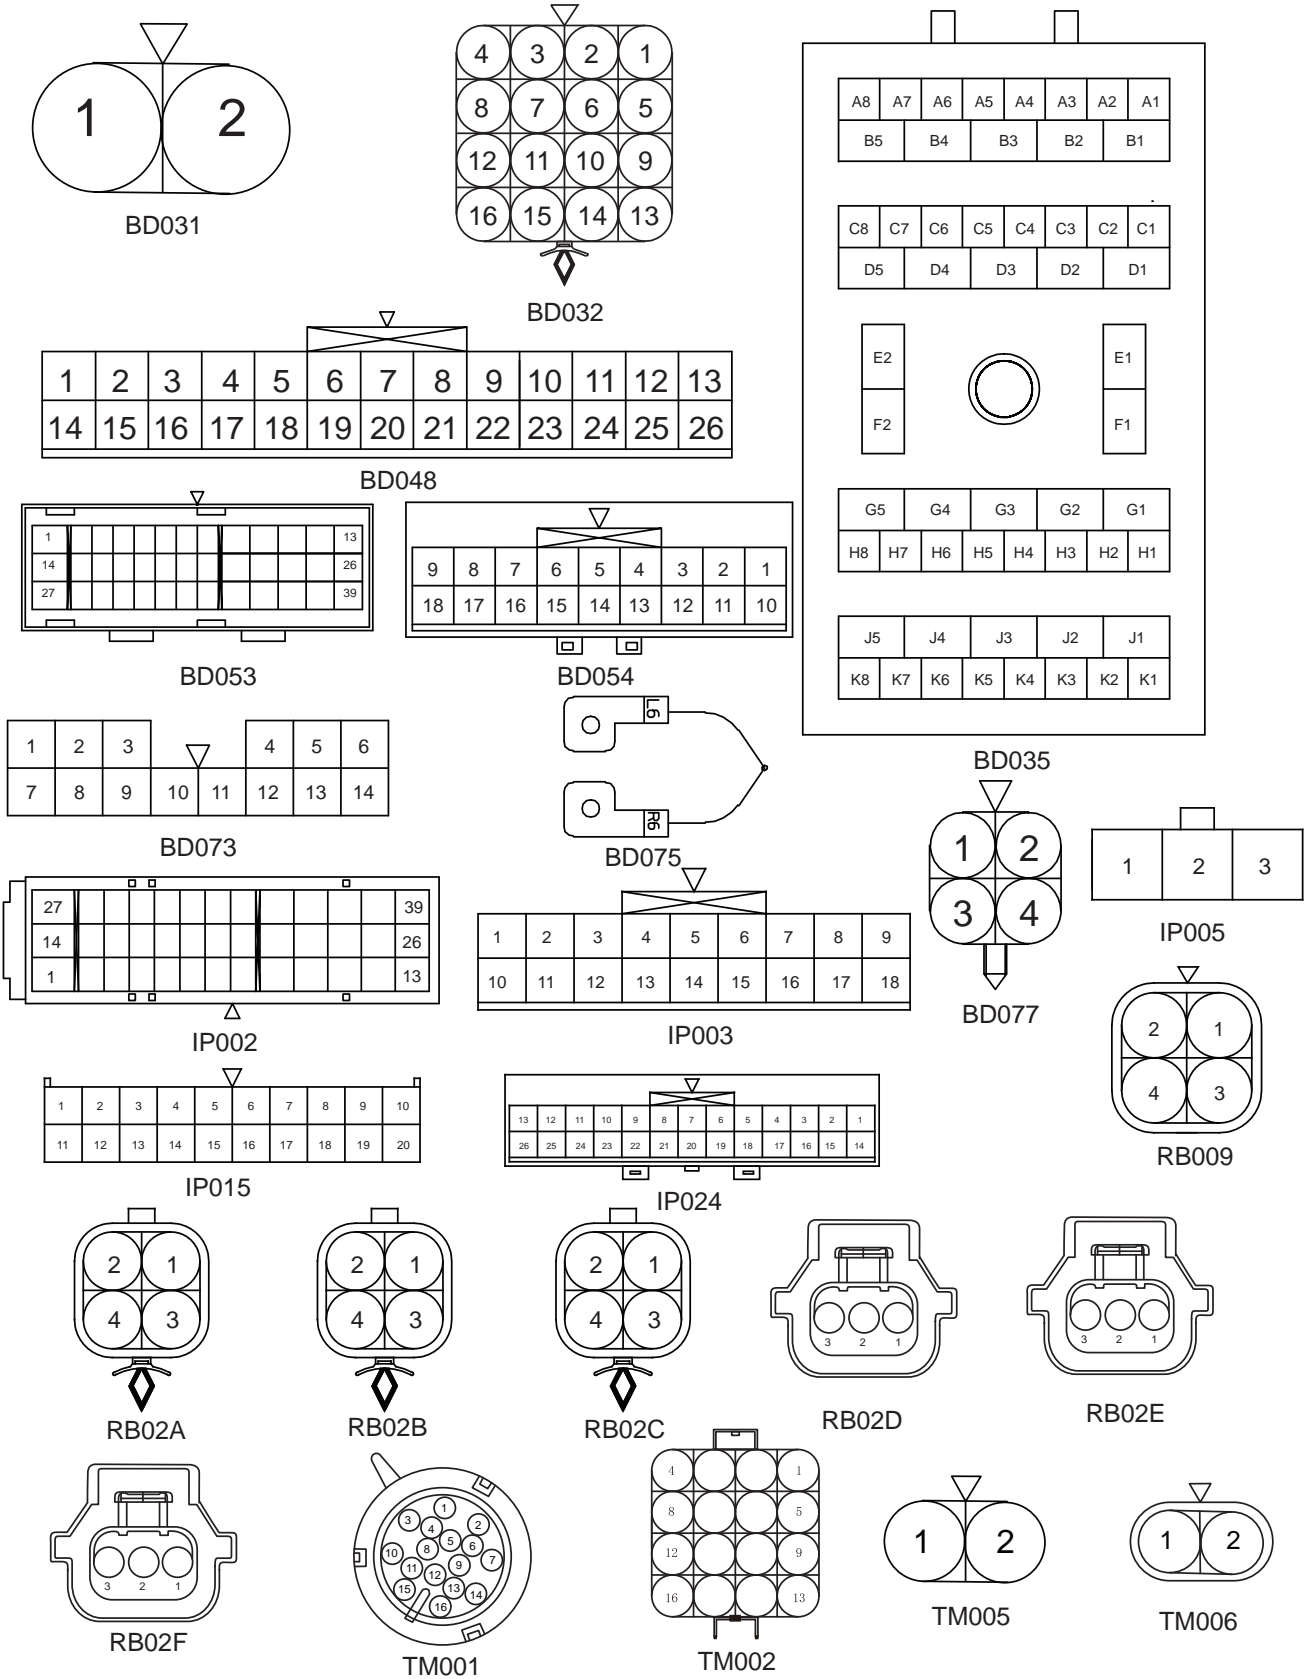 1 2
BD031
4 3 2 1
8 7 6 5
12 11 10 9
16 15 14 13
BD032
A8 A7 A6 A5 A4 A3 A2 A1
B5 B4 B3 B2 B1
C8 C7 C6 C5 C4 C3 C2 C1
D5 D4 D3 D2 D1
E2 E1
F2 F1
G5 G4 G3 G2 G1
H8 H7 H6 H5 H4 H3 H2 H1
J5 J4 J3 J2 J1
K8 K7 K6 K5 K4 K3 K2 K1
BD035
1 2 3 4 5 6 7 8 9 10 11 12 13
14 15 16 17 18 19 20 21 22 23 24 25 26
BD048
1 13
14 26
27 39
BD053
9 8 7 6 5 4 3 2 1
18 17 16 15 14 13 12 11 10
BD054
1 2 3 4 5 6
7 8 9 10 11 12 13 14
BD073
L6
R6
BD075
1 2
3 4
BD077
1 2 3
IP005
27 39
14 26
1 13
IP002
1 2 3 4 5 6 7 8 9
10 11 12 13 14 15 16 17 18
IP003
2 1
4 3
RB009
1 2 3 4 5 6 7 8 9 10
11 12 13 14 15 16 17 18 19 20
IP015
13 12 11 10 9 8 7 6 5 4 3 2 1
26 25 24 23 22 21 20 19 18 17 16 15 14
IP024
2 1
4 3
RB02A
2 1
4 3
RB02B
2 1
4 3
RB02C
3 2 1
RB02D
3 2 1
RB02E
3 2 1
RB02F
1
3 2
4
5 6
8
10 7
9
11
12
15 13 14
16
TM001
4 1
8 5
12 9
16 13
TM002
1 2
TM005
1 2
TM006